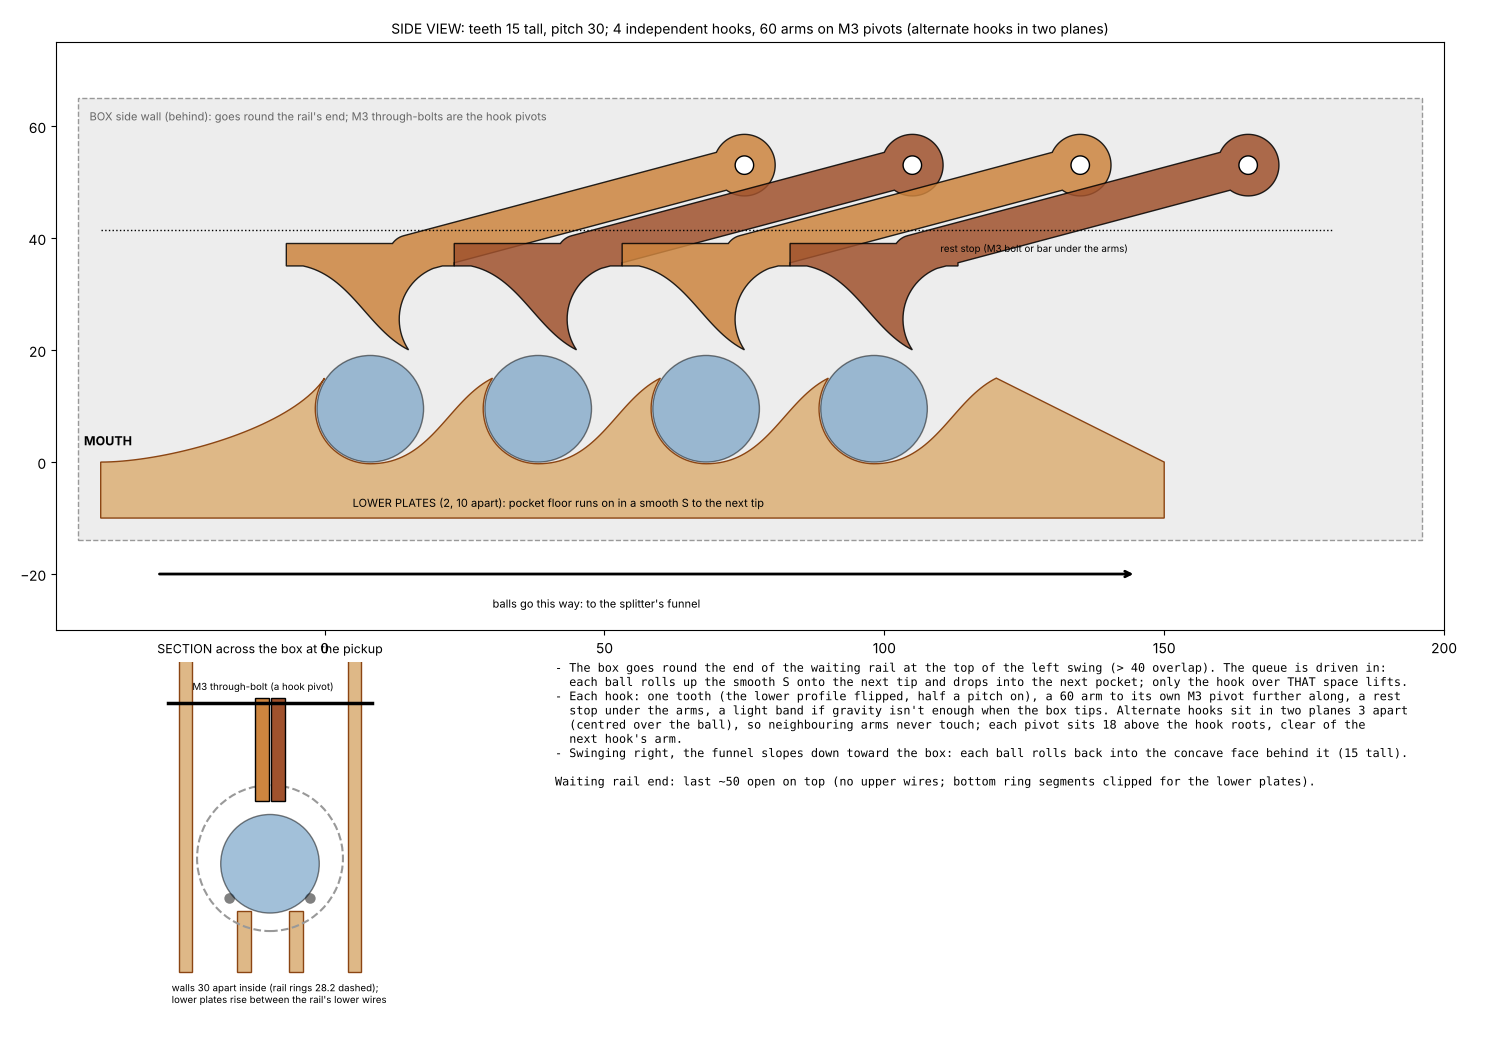 SIDE VIEW: teeth 15 tall, pitch 30; 4 independent hooks, 60 arms on M3 pivots (alternate hooks in two planes)
BOX side wall (behind): goes round the rail's end; M3 through-bolts are the hook pivots
60
40
rest stop (M3 bolt or bar under the arms)
20
MOUTH
0
LOWER PLATES (2, 10 apart): pocket floor runs on in a smooth S to the next tip
−20
balls go this way: to the splitter's funnel
0
50
100
150
200
SECTION across the box at the pickup
M3 through-bolt (a hook pivot)
- The box goes round the end of the waiting rail at the top of the left swing (> 40 overlap). The queue is driven in:
each ball rolls up the smooth S onto the next tip and drops into the next pocket; only the hook over THAT space lifts.
- Each hook: one tooth (the lower profile flipped, half a pitch on), a 60 arm to its own M3 pivot further along, a rest
stop under the arms, a light band if gravity isn't enough when the box tips. Alternate hooks sit in two planes 3 apart
(centred over the ball), so neighbouring arms never touch; each pivot sits 18 above the hook roots, clear of the
next hook's arm.
- Swinging right, the funnel slopes down toward the box: each ball rolls back into the concave face behind it (15 tall).
Waiting rail end: last ~50 open on top (no upper wires; bottom ring segments clipped for the lower plates).
walls 30 apart inside (rail rings 28.2 dashed);
lower plates rise between the rail's lower wires